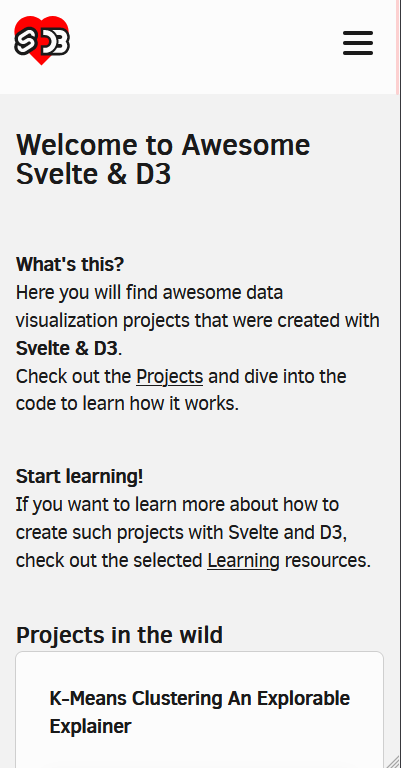 S D3
Welcome to Awesome
Svelte & D3
What's this?
Here you will find awesome data
visualization projects that were created with
Svelte & D3.
Check out the Projects and dive into the
code to learn how it works.
Start learning!
If you want to learn more about how to
create such projects with Svelte and D3,
check out the selected Learning resources.
Projects in the wild
K-Means Clustering An Explorable
Explainer